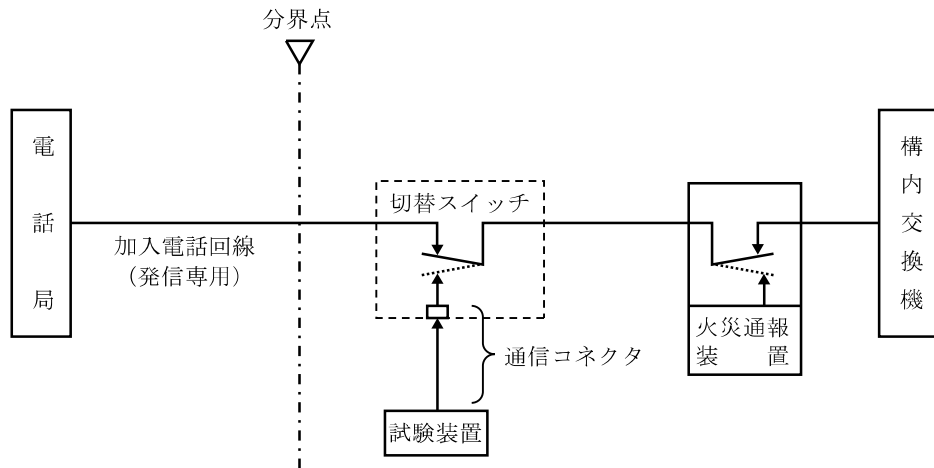 分界点
電話局
切替スイッチ
加入電話回線
（発信専用）
通信コネクタ
試験装置
火災通報
装置
構内交換機